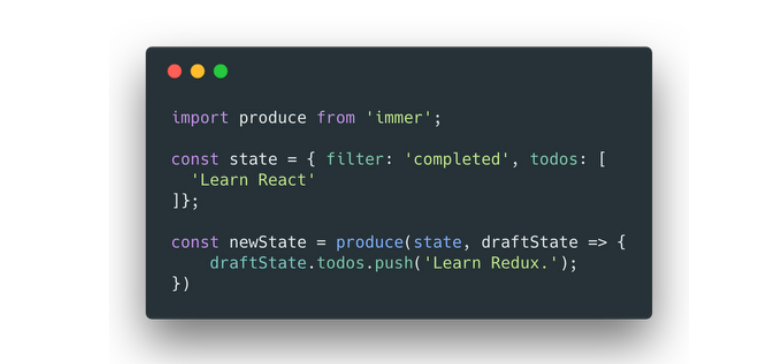 import produce from 'immer';
const state = { filter: 'completed', todos: [
'Learn React'
]};
const newState = produce(state, draftState => {
draftState.todos.push('Learn Redux.');
})